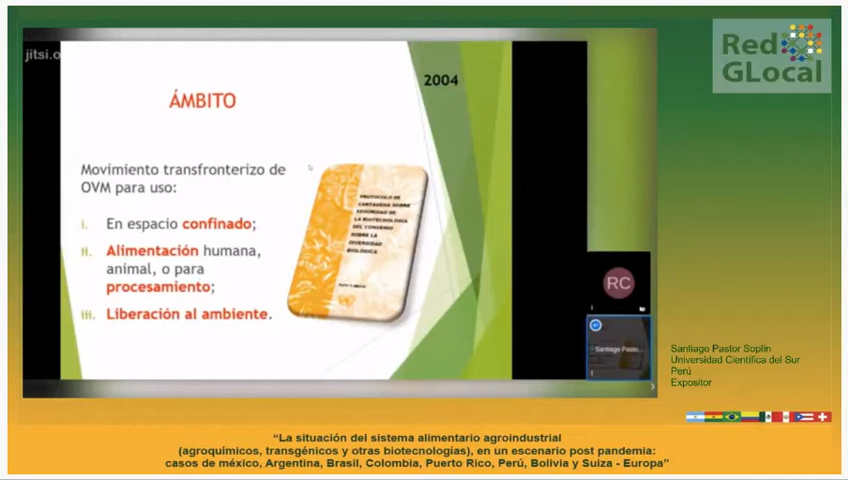 Red
GLocal
jitsi.o
2004
ÁMBITO
Movimiento transfronterizo de
OVM para uso:
i. En espacio confinado;
ii. Alimentación humana,
animal, o para
procesamiento;
iii. Liberación al ambiente.
PROTOCOLO DE
CARTAGENA SOBRE
SEGURIDAD DE
LA BIOTECNOLOGÍA
DEL CONVENIO
SOBRE LA
DIVERSIDAD
BIOLÓGICA
RC
Santiago Pasto...
Santiago Pastor Soplín
Universidad Científica del Sur
Perú
Expositor
“La situación del sistema alimentario agroindustrial
(agroquímicos, transgénicos y otras biotecnologías), en un escenario post pandemia:
casos de méxico, Argentina, Brasil, Colombia, Puerto Rico, Perú, Bolivia y Suiza - Europa”